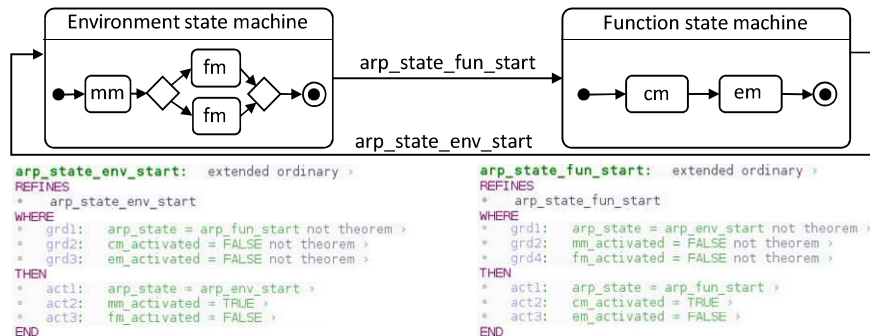 Environment state machine
Function state machine
mm
fm
fm
arp_state_fun_start
cm
em
arp_state_env_start
arp_state_env_start: extended ordinary ›
REFINES
arp_state_env_start
WHERE
grd1: arp_state = arp_fun_start not theorem ›
grd2: cm_activated = FALSE not theorem ›
grd3: em_activated = FALSE not theorem ›
THEN
act1: arp_state ≔ arp_env_start ›
act2: mm_activated ≔ TRUE ›
act3: fm_activated ≔ FALSE ›
END
arp_state_fun_start: extended ordinary ›
REFINES
arp_state_fun_start
WHERE
grd1: arp_state = arp_env_start not theorem ›
grd2: mm_activated = FALSE not theorem ›
grd4: fm_activated = FALSE not theorem ›
THEN
act1: arp_state ≔ arp_fun_start ›
act2: cm_activated ≔ TRUE ›
act3: em_activated ≔ FALSE ›
END